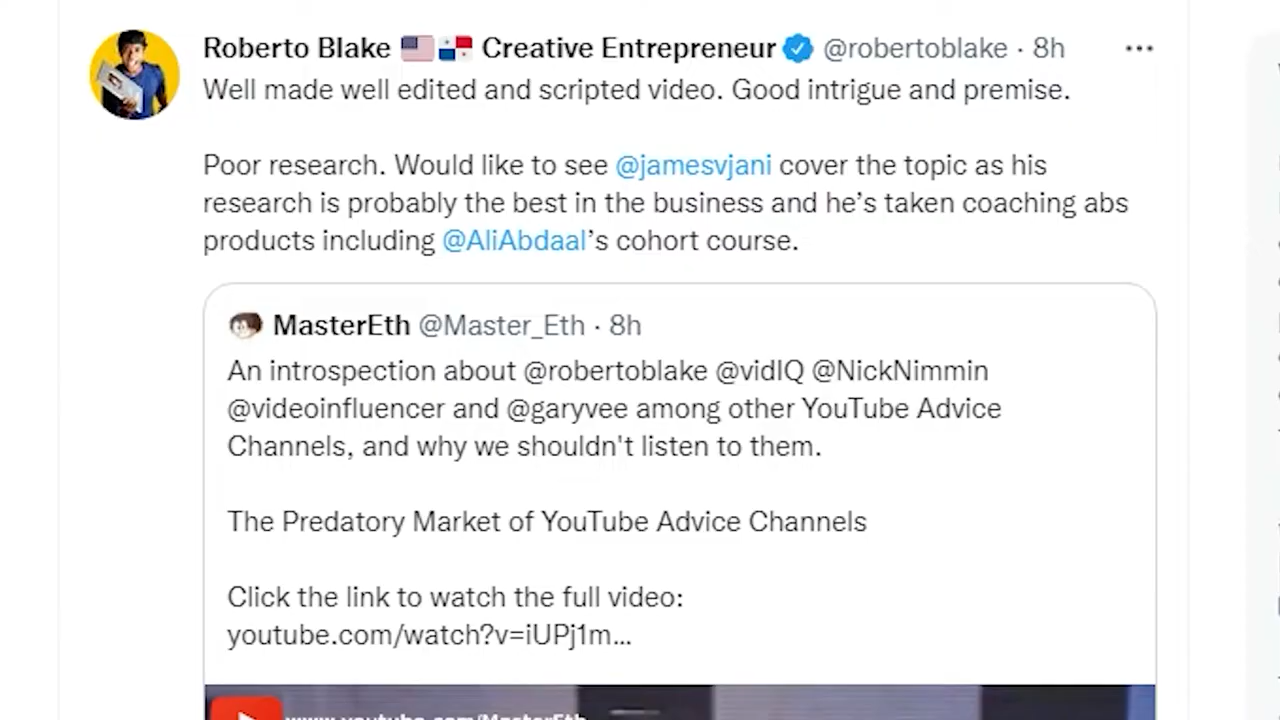 Roberto Blake 🇺🇸🇵🇦 Creative Entrepreneur @robertoblake · 8h
Well made well edited and scripted video. Good intrigue and premise.
Poor research. Would like to see @jamesvjani cover the topic as his
research is probably the best in the business and he’s taken coaching abs
products including @AliAbdaal’s cohort course.
MasterEth @Master_Eth · 8h
An introspection about @robertoblake @vidIQ @NickNimmin
@videoinfluencer and @garyvee among other YouTube Advice
Channels, and why we shouldn't listen to them.
The Predatory Market of YouTube Advice Channels
Click the link to watch the full video:
youtube.com/watch?v=iUPj1m...
www.youtube.com/MasterEth